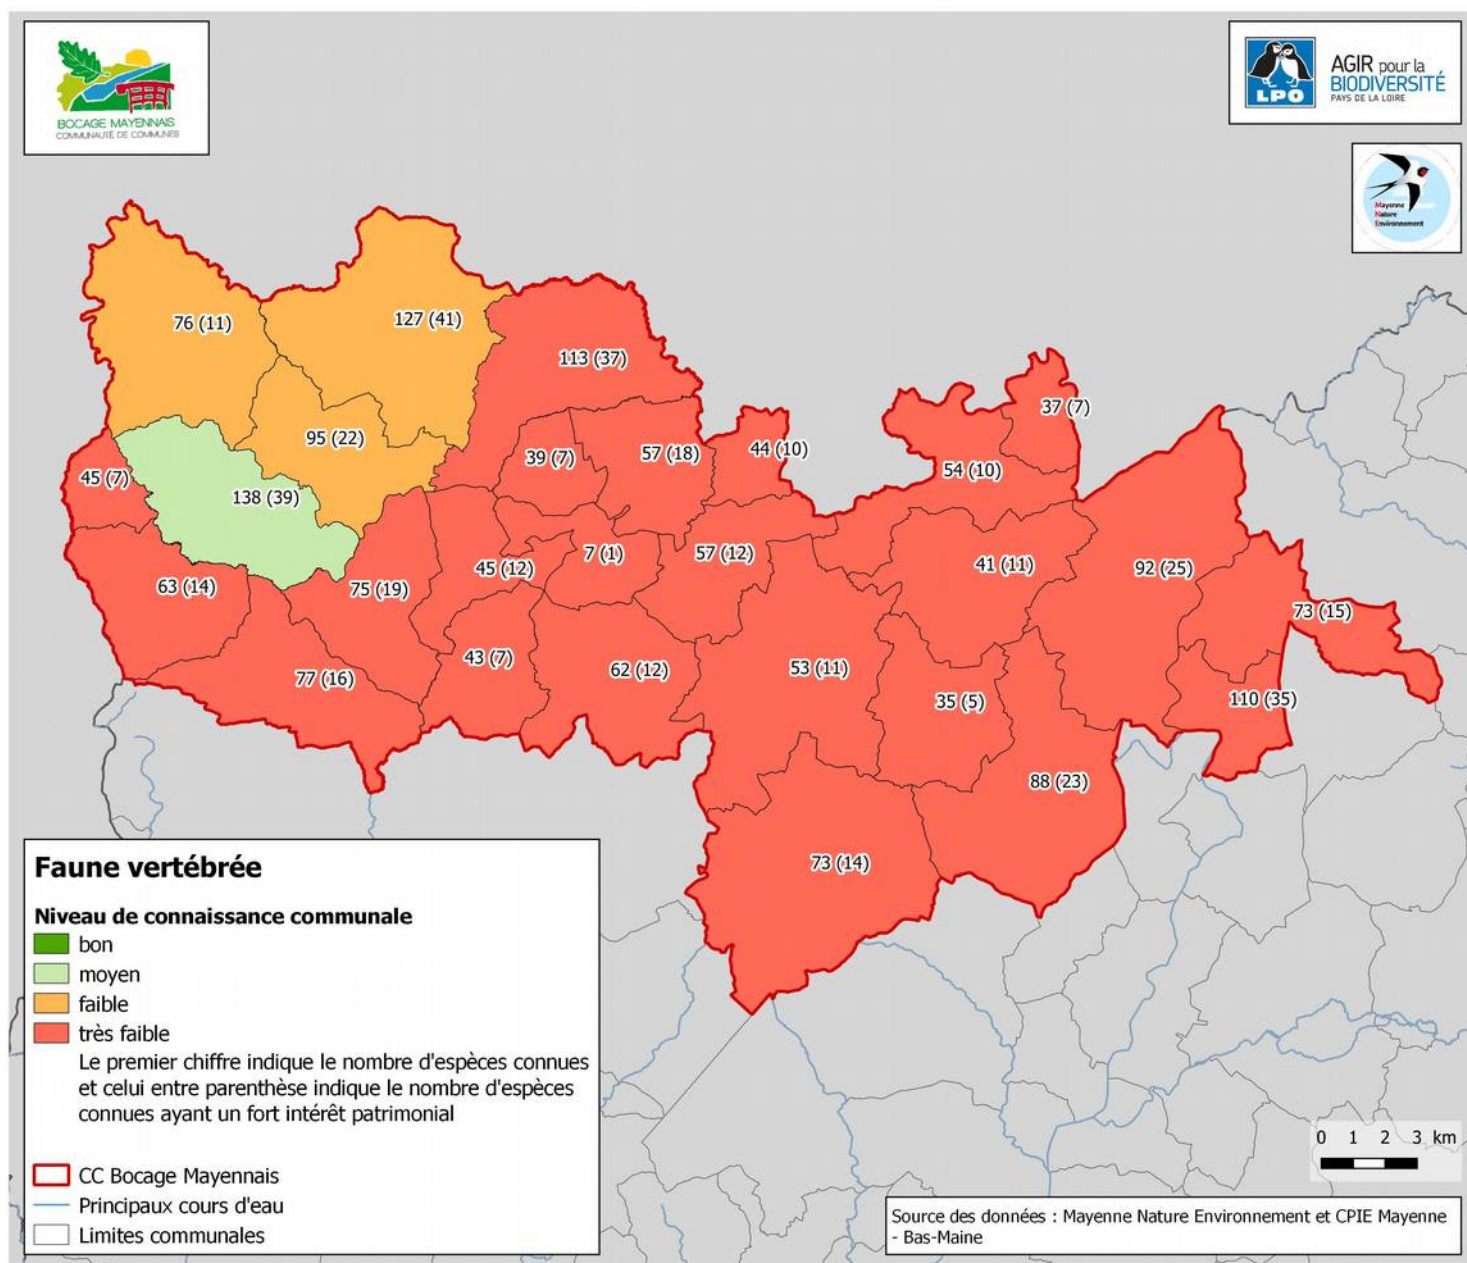 BOCAGE MAYENNAIS
COMMUNAUTÉ DE COMMUNES
LPO
AGIR pour la
BIODIVERSITÉ
PAYS DE LA LOIRE
Mayenne
Nature
Environnement
76 (11)
127 (41)
113 (37)
37 (7)
95 (22)
39 (7)
57 (18)
44 (10)
54 (10)
45 (7)
138 (39)
63 (14)
75 (19)
45 (12)
7 (1)
57 (12)
41 (11)
92 (25)
73 (15)
77 (16)
43 (7)
62 (12)
53 (11)
35 (5)
110 (35)
88 (23)
73 (14)
Faune vertébrée
Niveau de connaissance communale
bon
moyen
faible
très faible
Le premier chiffre indique le nombre d'espèces connues
et celui entre parenthèse indique le nombre d'espèces
connues ayant un fort intérêt patrimonial
CC Bocage Mayennais
Principaux cours d'eau
Limites communales
0 1 2 3 km
Source des données : Mayenne Nature Environnement et CPIE Mayenne
- Bas-Maine